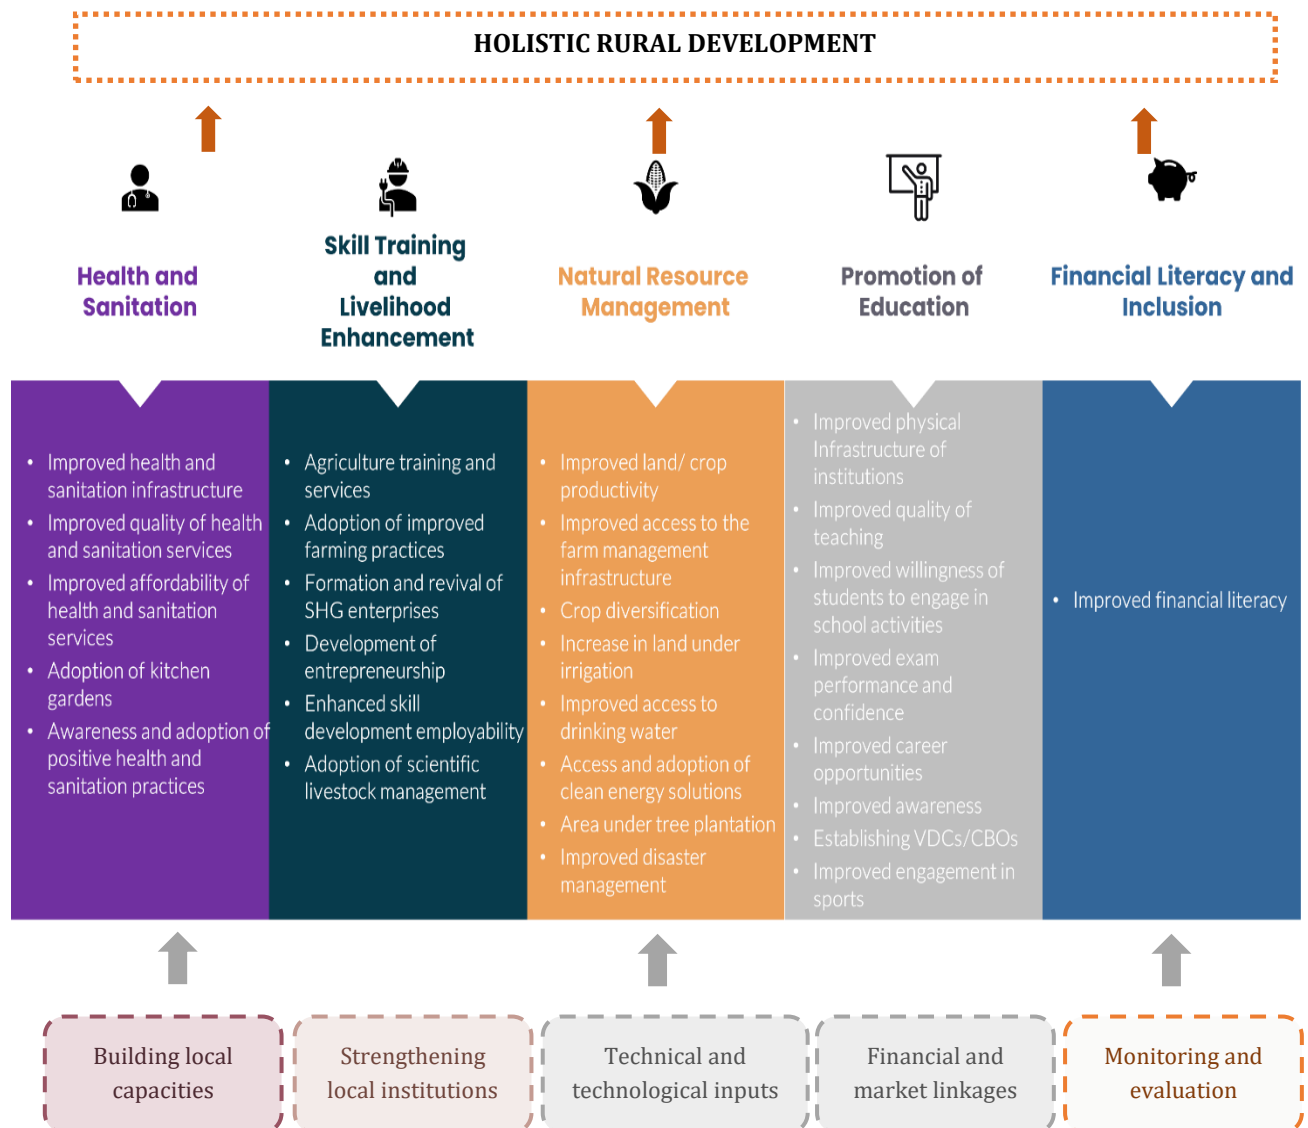 HOLISTIC RURAL DEVELOPMENT
Health and
Sanitation
Skill Training
and
Livelihood
Enhancement
Natural Resource
Management
Promotion of
Education
Financial Literacy and
Inclusion
• Improved health and
sanitation infrastructure
• Improved quality of health
and sanitation services
• Improved affordability of
health and sanitation
services
• Adoption of kitchen
gardens
• Awareness and adoption of
positive health and
sanitation practices
• Agriculture training and
services
• Adoption of improved
farming practices
• Formation and revival of
SHG enterprises
• Development of
entrepreneurship
• Enhanced skill
development employability
• Adoption of scientific
livestock management
• Improved land/ crop
productivity
• Improved access to the
farm management
infrastructure
• Crop diversification
• Increase in land under
irrigation
• Improved access to
drinking water
• Access and adoption of
clean energy solutions
• Area under tree plantation
• Improved disaster
management
• Improved physical
Infrastructure of
institutions
• Improved quality of
teaching
• Improved willingness of
students to engage in
school activities
• Improved exam
performance and
confidence
• Improved career
opportunities
• Improved awareness
• Establishing VDCs/CBOs
• Improved engagement in
sports
• Improved financial literacy
Building local
capacities
Strengthening
local institutions
Technical and
technological inputs
Financial and
market linkages
Monitoring and
evaluation